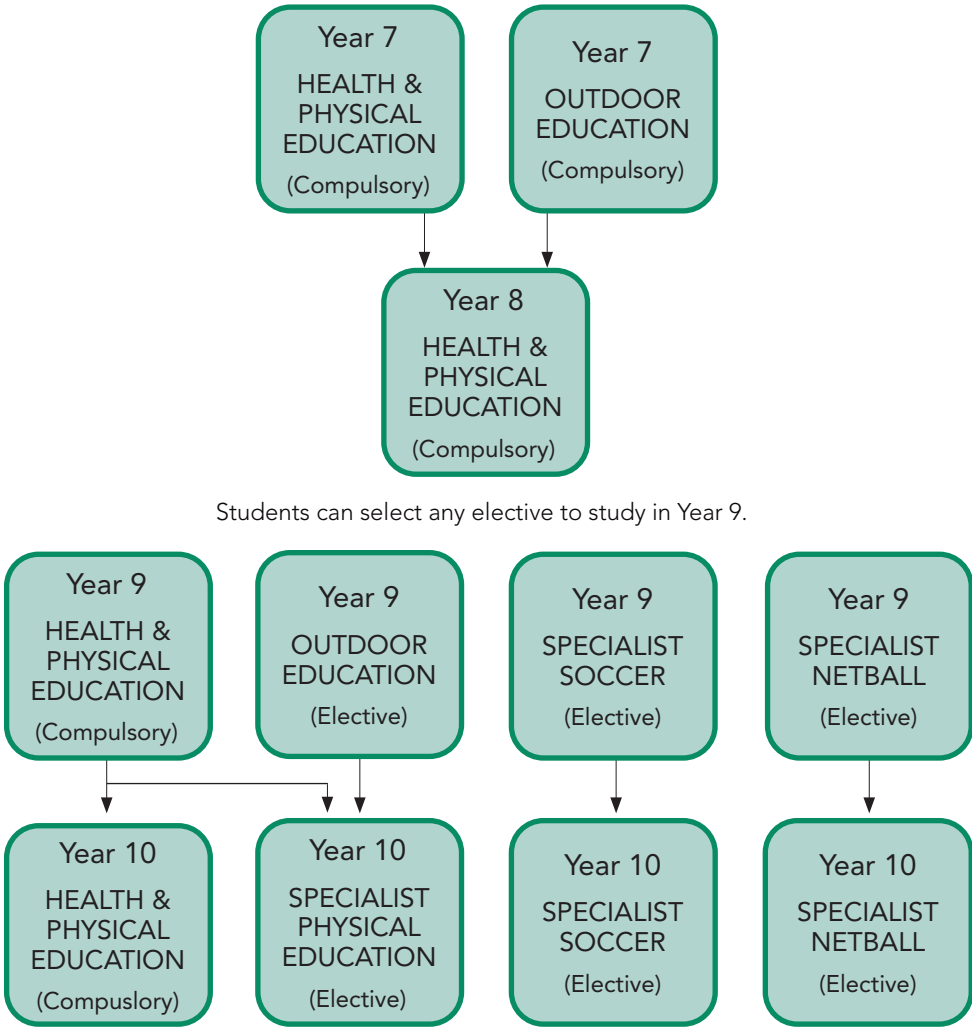 Year 7
HEALTH &
PHYSICAL
EDUCATION
(Compulsory)
Year 7
OUTDOOR
EDUCATION
(Compulsory)
Year 8
HEALTH &
PHYSICAL
EDUCATION
(Compulsory)
Students can select any elective to study in Year 9.
Year 9
HEALTH &
PHYSICAL
EDUCATION
(Compulsory)
Year 9
OUTDOOR
EDUCATION
(Elective)
Year 9
SPECIALIST
SOCCER
(Elective)
Year 9
SPECIALIST
NETBALL
(Elective)
Year 10
HEALTH &
PHYSICAL
EDUCATION
(Compuslory)
Year 10
SPECIALIST
PHYSICAL
EDUCATION
(Elective)
Year 10
SPECIALIST
SOCCER
(Elective)
Year 10
SPECIALIST
NETBALL
(Elective)